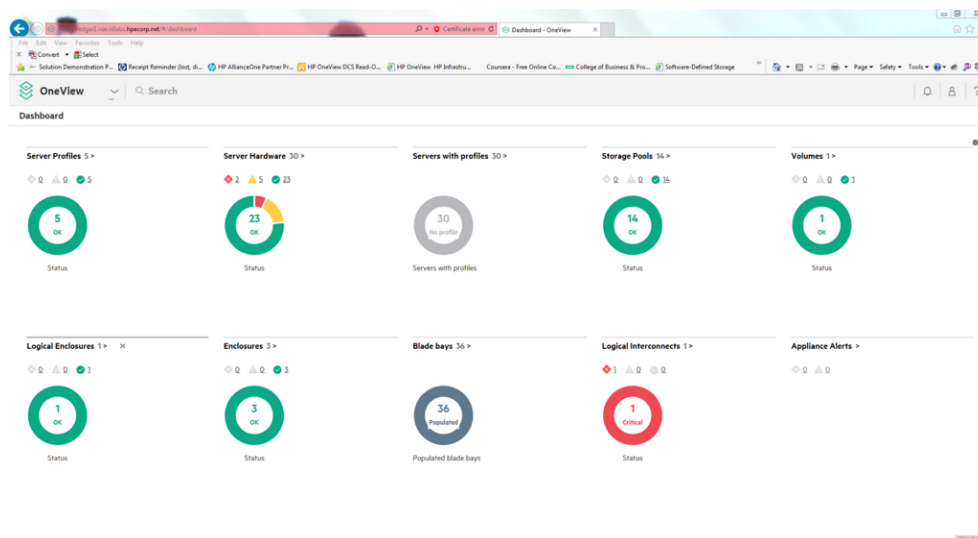 hpecorp.net/#/dashboard
Certificate error
Dashboard - OneView
File Edit View Favorites Tools Help
Convert Select
Solution Demonstration P... Receipt Reminder (lost, di... HP AllianceOne Partner Pr... HP OneView DCS Read-O... HP OneView HP Infrastru... Coursera - Free Online Co... College of Business & Pro... Software-Defined Storage
Page Safety Tools
OneView
Search
Dashboard
Server Profiles 5 > Server Hardware 30 > Servers with profiles 30 > Storage Pools 14 > Volumes 1 >
0 0 5 2 5 23 0 0 14 0 0 1
5 23 30 14 1
OK OK No profile OK OK
Status Status Servers with profiles Status Status
Logical Enclosures 1 > × Enclosures 3 > Blade bays 36 > Logical Interconnects 1 > Appliance Alerts >
0 0 1 0 0 3 1 0 0 0 0
1 3 36 1
OK OK Populated Critical
Status Status Populated blade bays Status